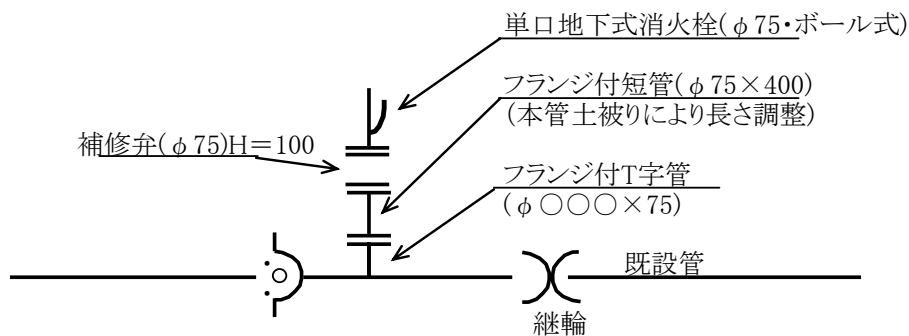 単口地下式消火栓(φ75・ボール式)
フランジ付短管(φ75×400)
(本管土被りにより長さ調整)
補修弁(φ75)H=100
フランジ付T字管
(φ○○○×75)
既設管
継輪